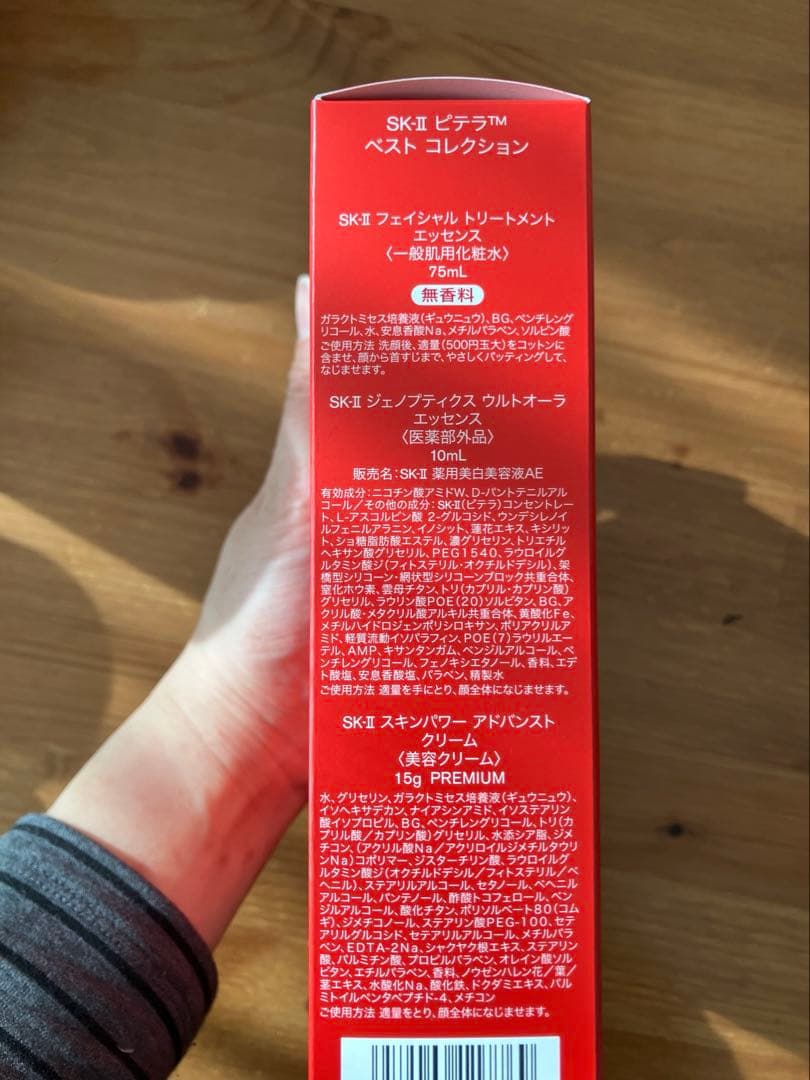 SK-II ピテラ™
ベスト コレクション
SK-II フェイシャル トリートメント
エッセンス
〈一般肌用化粧水〉
75mL
無香料
ガラクトミセス培養液(ギュウニュウ)、BG、ペンチレング
リコール、水、安息香酸Na、メチルパラベン、ソルビン酸
ご使用方法 洗顔後、適量(500円玉大)をコットンに
含ませ、顔から首すじまで、やさしくパッティングして、
なじませます。
SK-II ジェノプティクス ウルトオーラ
エッセンス
〈医薬部外品〉
10mL
販売名:SK-II 薬用美白美容液AE
有効成分:ニコチン酸アミドW、D-パントテニルアル
コール/その他の成分:SK-II(ピテラ)コンセントレー
ト、L-アスコルビン酸 2-グルコシド、ウンデシレノイ
ルフェニルアラニン、イノシット、蓮花エキス、キシリッ
ト、ショ糖脂肪酸エステル、濃グリセリン、トリエチル
ヘキサン酸グリセリル、PEG1540、ラウロイルグ
ルタミン酸ジ(フィトステリル・オクチルドデシル)、架
橋型シリコーン・網状型シリコーンブロック共重合体、
窒化ホウ素、雲母チタン、トリ(カプリル・カプリン酸)
グリセリル、ラウリン酸POE(20)ソルビタン、BG、ア
クリル酸・メタクリル酸アルキル共重合体、黄酸化Fe、
メチルハイドロジェンポリシロキサン、ポリアクリルア
ミド、軽質流動イソパラフィン、POE(7)ラウリルエー
テル、AMP、キサンタンガム、ベンジルアルコール、ペ
ンチレングリコール、フェノキシエタノール、香料、エデ
ト酸塩、安息香酸塩、パラベン、精製水
ご使用方法 適量を手にとり、顔全体になじませます。
SK-II スキンパワー アドバンスト
クリーム
〈美容クリーム〉
15g PREMIUM
水、グリセリン、ガラクトミセス培養液(ギュウニュウ)、
イソヘキサデカン、ナイアシンアミド、イソステアリン
酸イソプロピル、BG、ペンチレングリコール、トリ(カ
プリル酸/カプリン酸)グリセリル、水添シア脂、ジメ
チコン、(アクリル酸Na/アクリロイルジメチルタウリ
ンNa)コポリマー、ジスターチリン酸、ラウロイルグ
ルタミン酸ジ(オクチルドデシル/フィトステリル/ベ
ヘニル)、ステアリルアルコール、セタノール、ベヘニル
アルコール、パンテノール、酢酸トコフェロール、ベン
ジルアルコール、酸化チタン、ポリソルベート80(コム
ギ)、ジメチコノール、ステアリン酸PEG-100、セテ
アリルグルコシド、セテアリルアルコール、メチルパラ
ベン、EDTA-2Na、シャクヤク根エキス、ステアリン
酸、パルミチン酸、プロピルパラベン、オレイン酸ソル
ビタン、エチルパラベン、香料、ノウゼンハレン花/葉/
茎エキス、水酸化Na、酸化鉄、ドクダミエキス、パル
ミトイルペンタペプチド-4、メチコン
ご使用方法 適量をとり、顔全体になじませます。